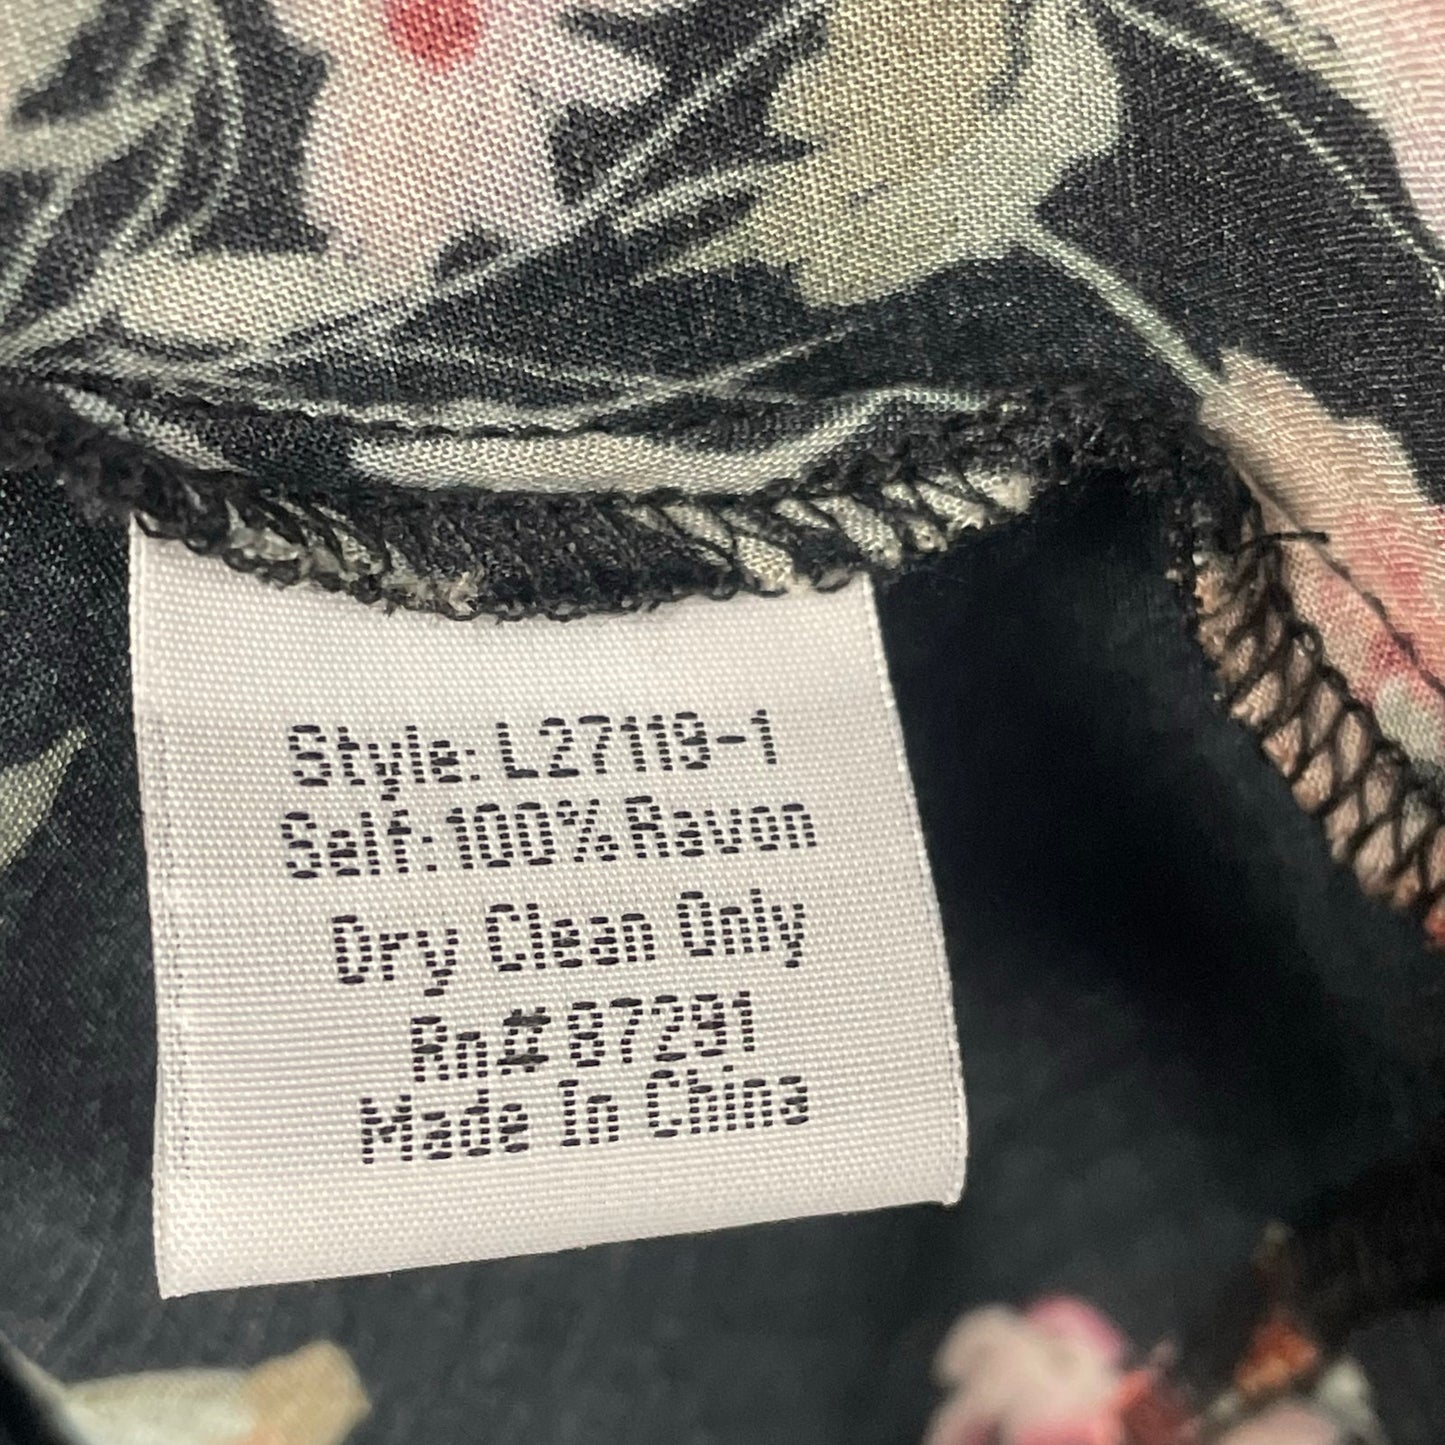 Style: L27119-1
Self: 100% Rayon
Dry Clean Only
Rn# 87291
Made In China